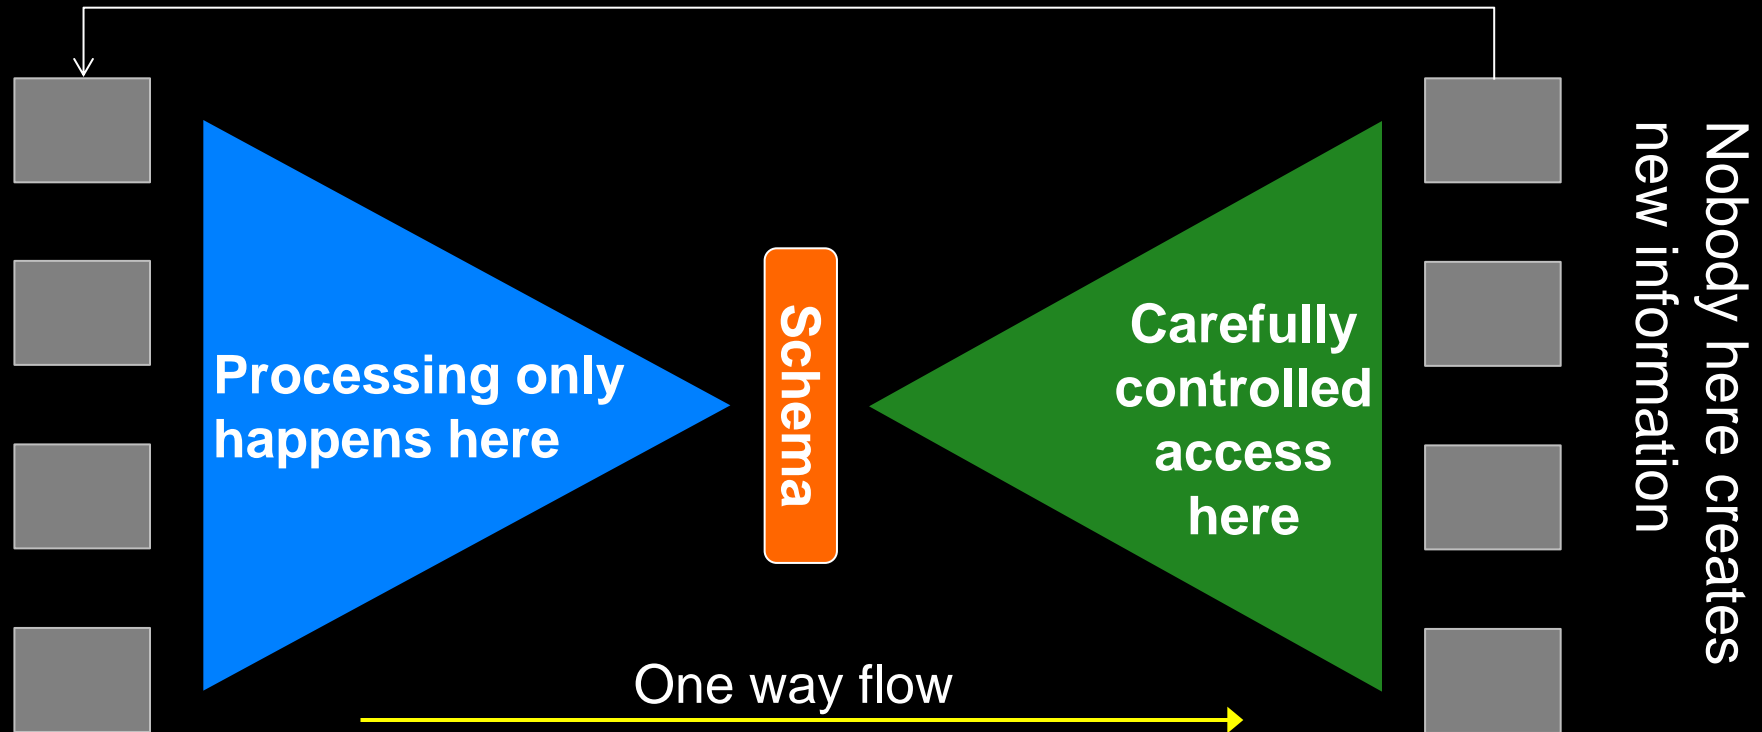 Processing only
happens here
Schema
Carefully
controlled
access
here
Nobody here creates
new information
One way flow